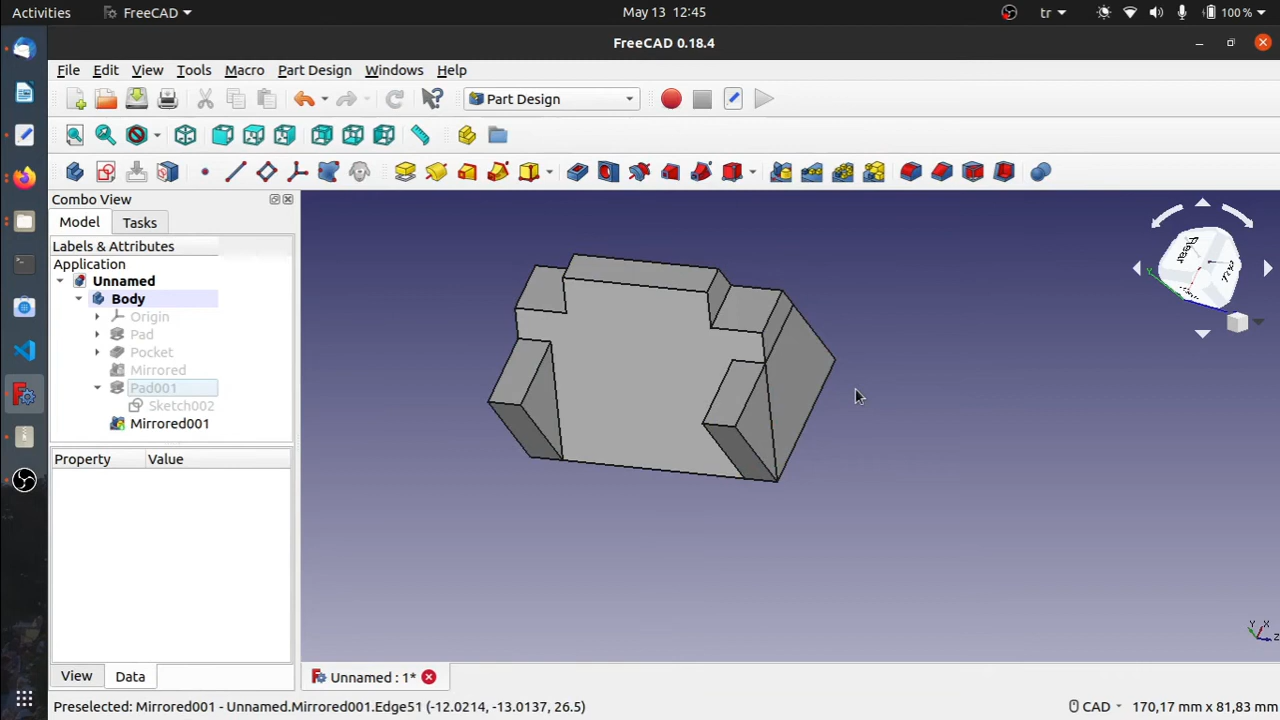 Activities FreeCAD May 13 12:45 tr 100 %
FreeCAD 0.18.4
File Edit View Tools Macro Part Design Windows Help
Part Design
Combo View
Model Tasks
Labels & Attributes
Application
Unnamed
Body
Origin
Pad
Pocket
Mirrored
Pad001
Sketch002
Mirrored001
Property Value
View Data
Unnamed : 1*
Preselected: Mirrored001 - Unnamed.Mirrored001.Edge51 (-12.0214, -13.0137, 26.5) CAD 170,17 mm x 81,83 mm